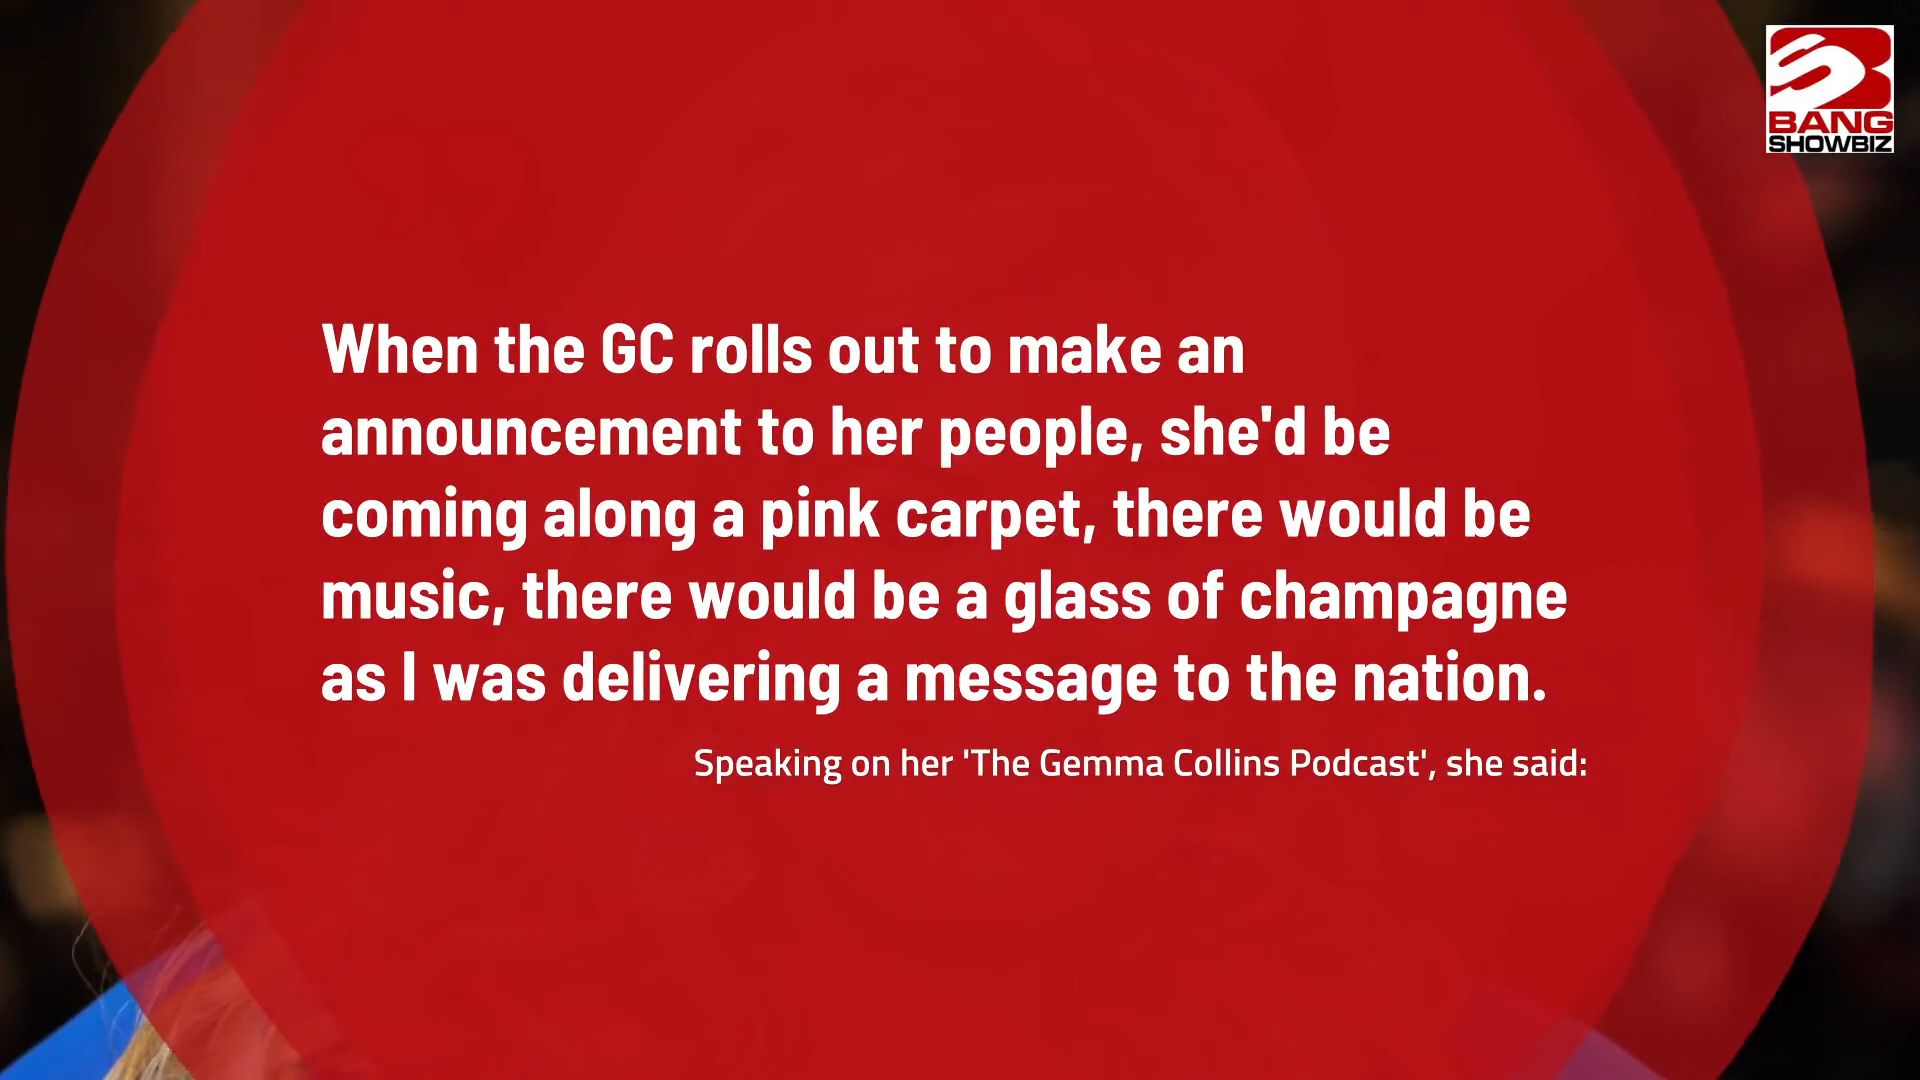 BANG
SHOWBIZ
When the GC rolls out to make an
announcement to her people, she'd be
coming along a pink carpet, there would be
music, there would be a glass of champagne
as I was delivering a message to the nation.
Speaking on her 'The Gemma Collins Podcast', she said: